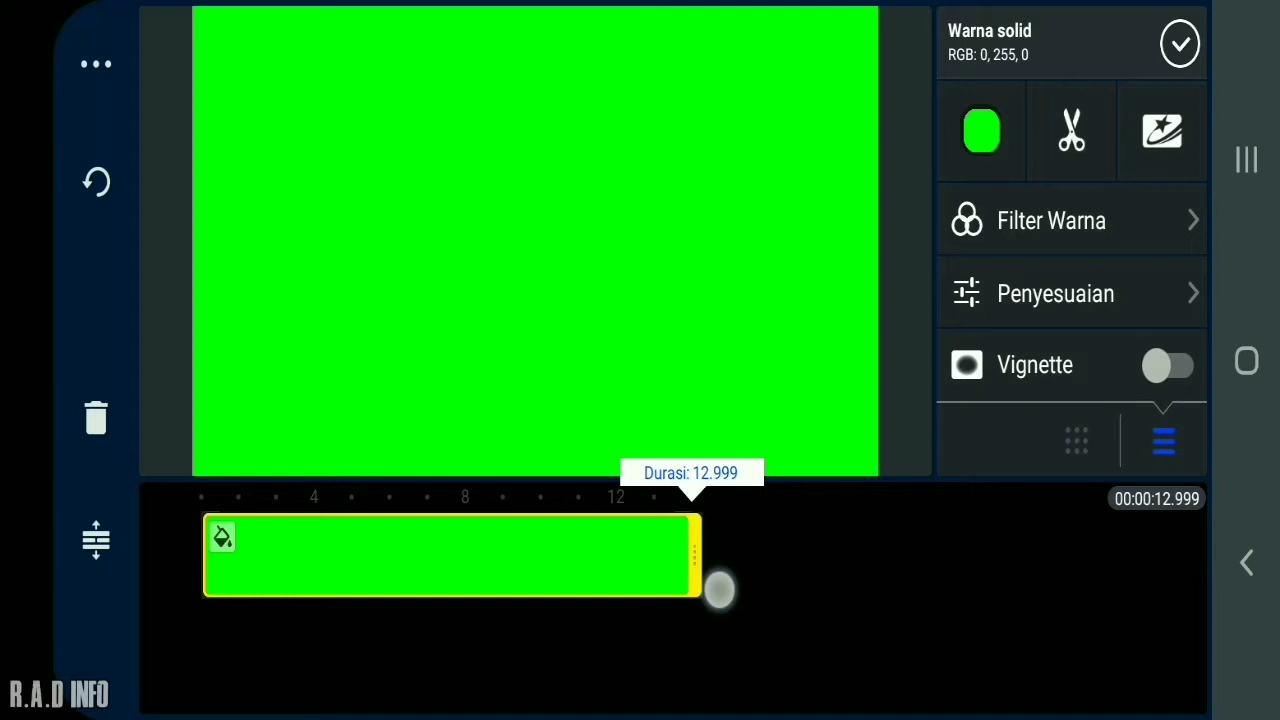 Warna solid
RGB: 0, 255, 0
Filter Warna
Penyesuaian
Vignette
Durasi: 12.999
4 8 12
00:00:12.999
R.A.D INFO